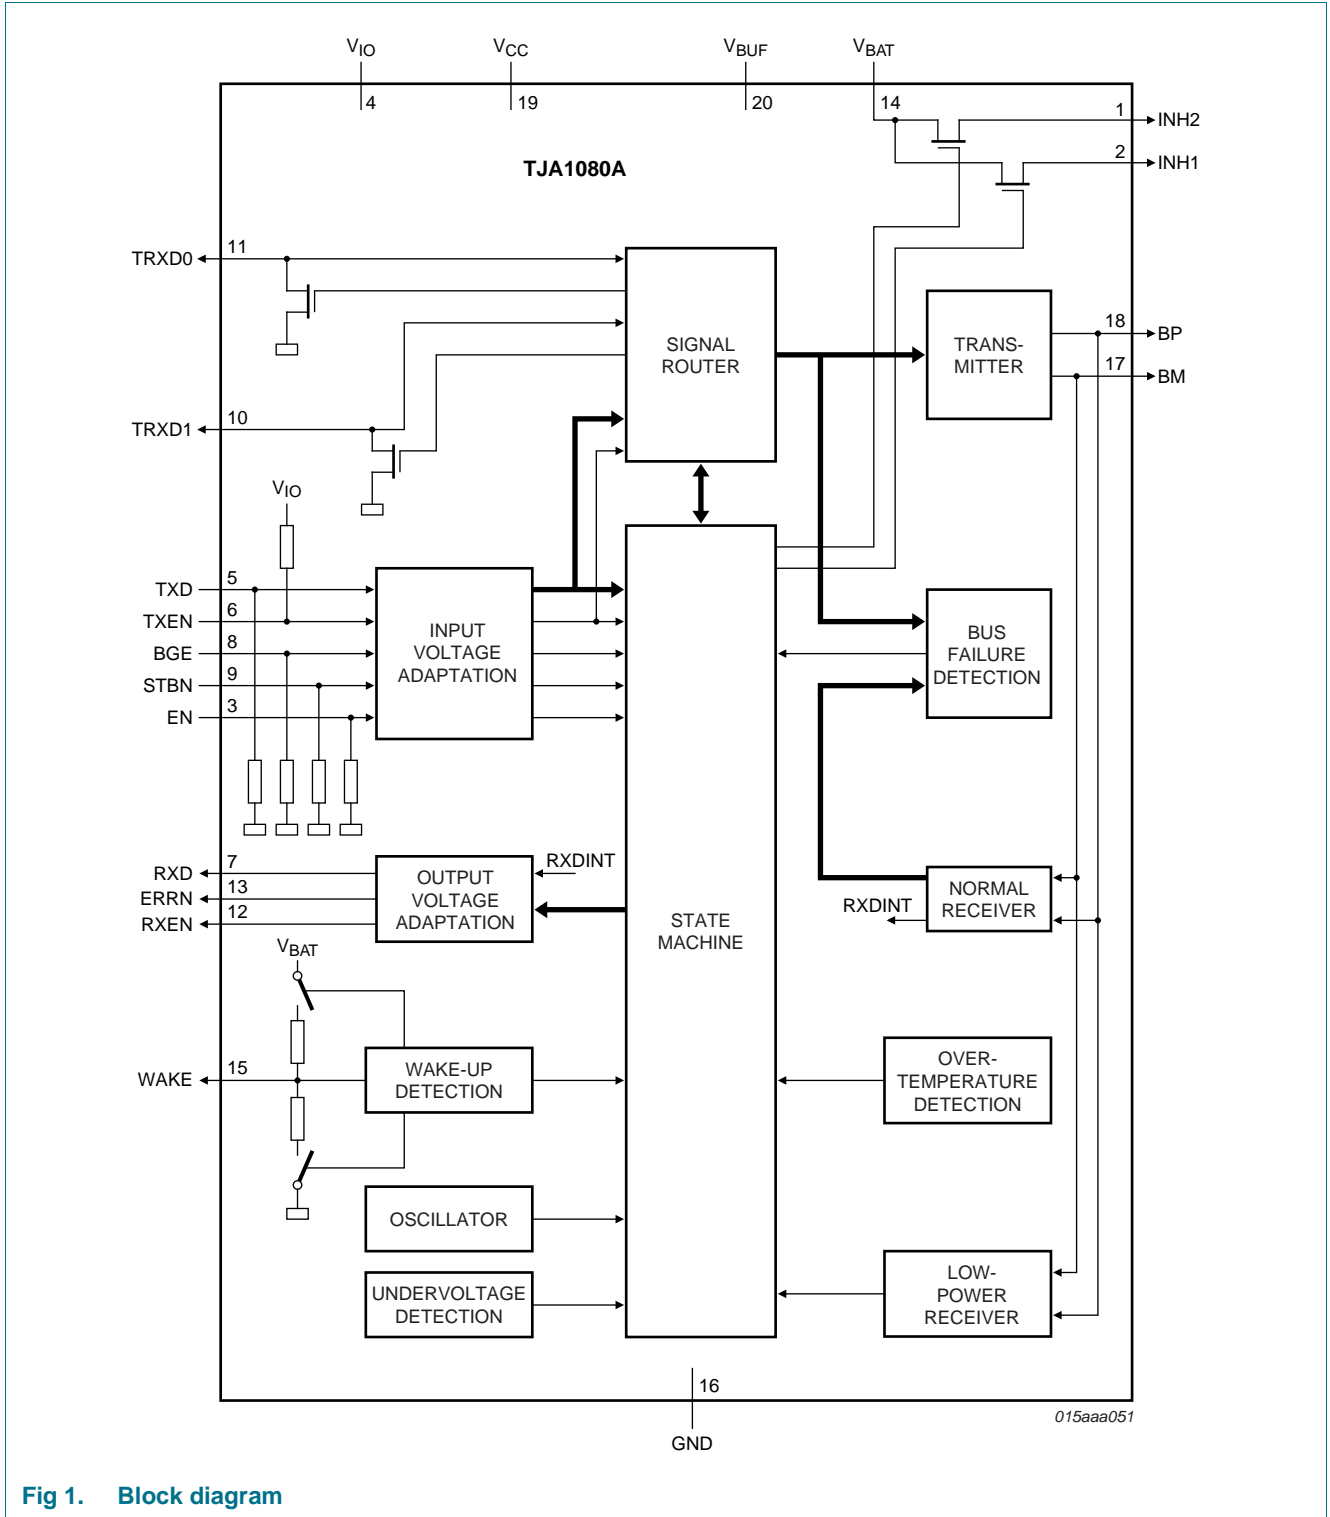 VIO VCC VBUF VBAT
4 19 20 14
1 INH2
2 INH1
TJA1080A
TRXD0 11
SIGNAL
ROUTER
TRANS-
MITTER
18 BP
17 BM
TRXD1 10
VIO
TXD 5
TXEN 6
BGE 8
STBN 9
EN 3
INPUT
VOLTAGE
ADAPTATION
BUS
FAILURE
DETECTION
RXD 7
ERRN 13
RXEN 12
OUTPUT
VOLTAGE
ADAPTATION
RXDINT
STATE
MACHINE
RXDINT
NORMAL
RECEIVER
VBAT
WAKE 15
WAKE-UP
DETECTION
OVER-
TEMPERATURE
DETECTION
OSCILLATOR
UNDERVOLTAGE
DETECTION
LOW-
POWER
RECEIVER
16
GND
015aaa051
Fig 1. Block diagram